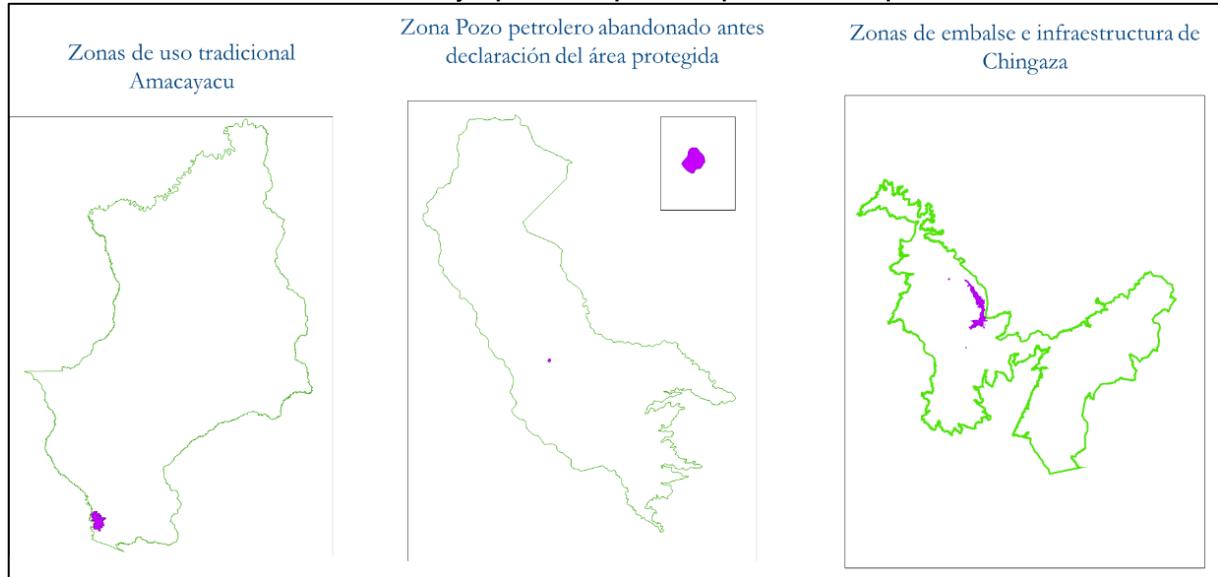 Zonas de uso tradicional
Amacayacu
Zona Pozo petrolero abandonado antes
declaración del área protegida
Zonas de embalse e infraestructura de
Chingaza